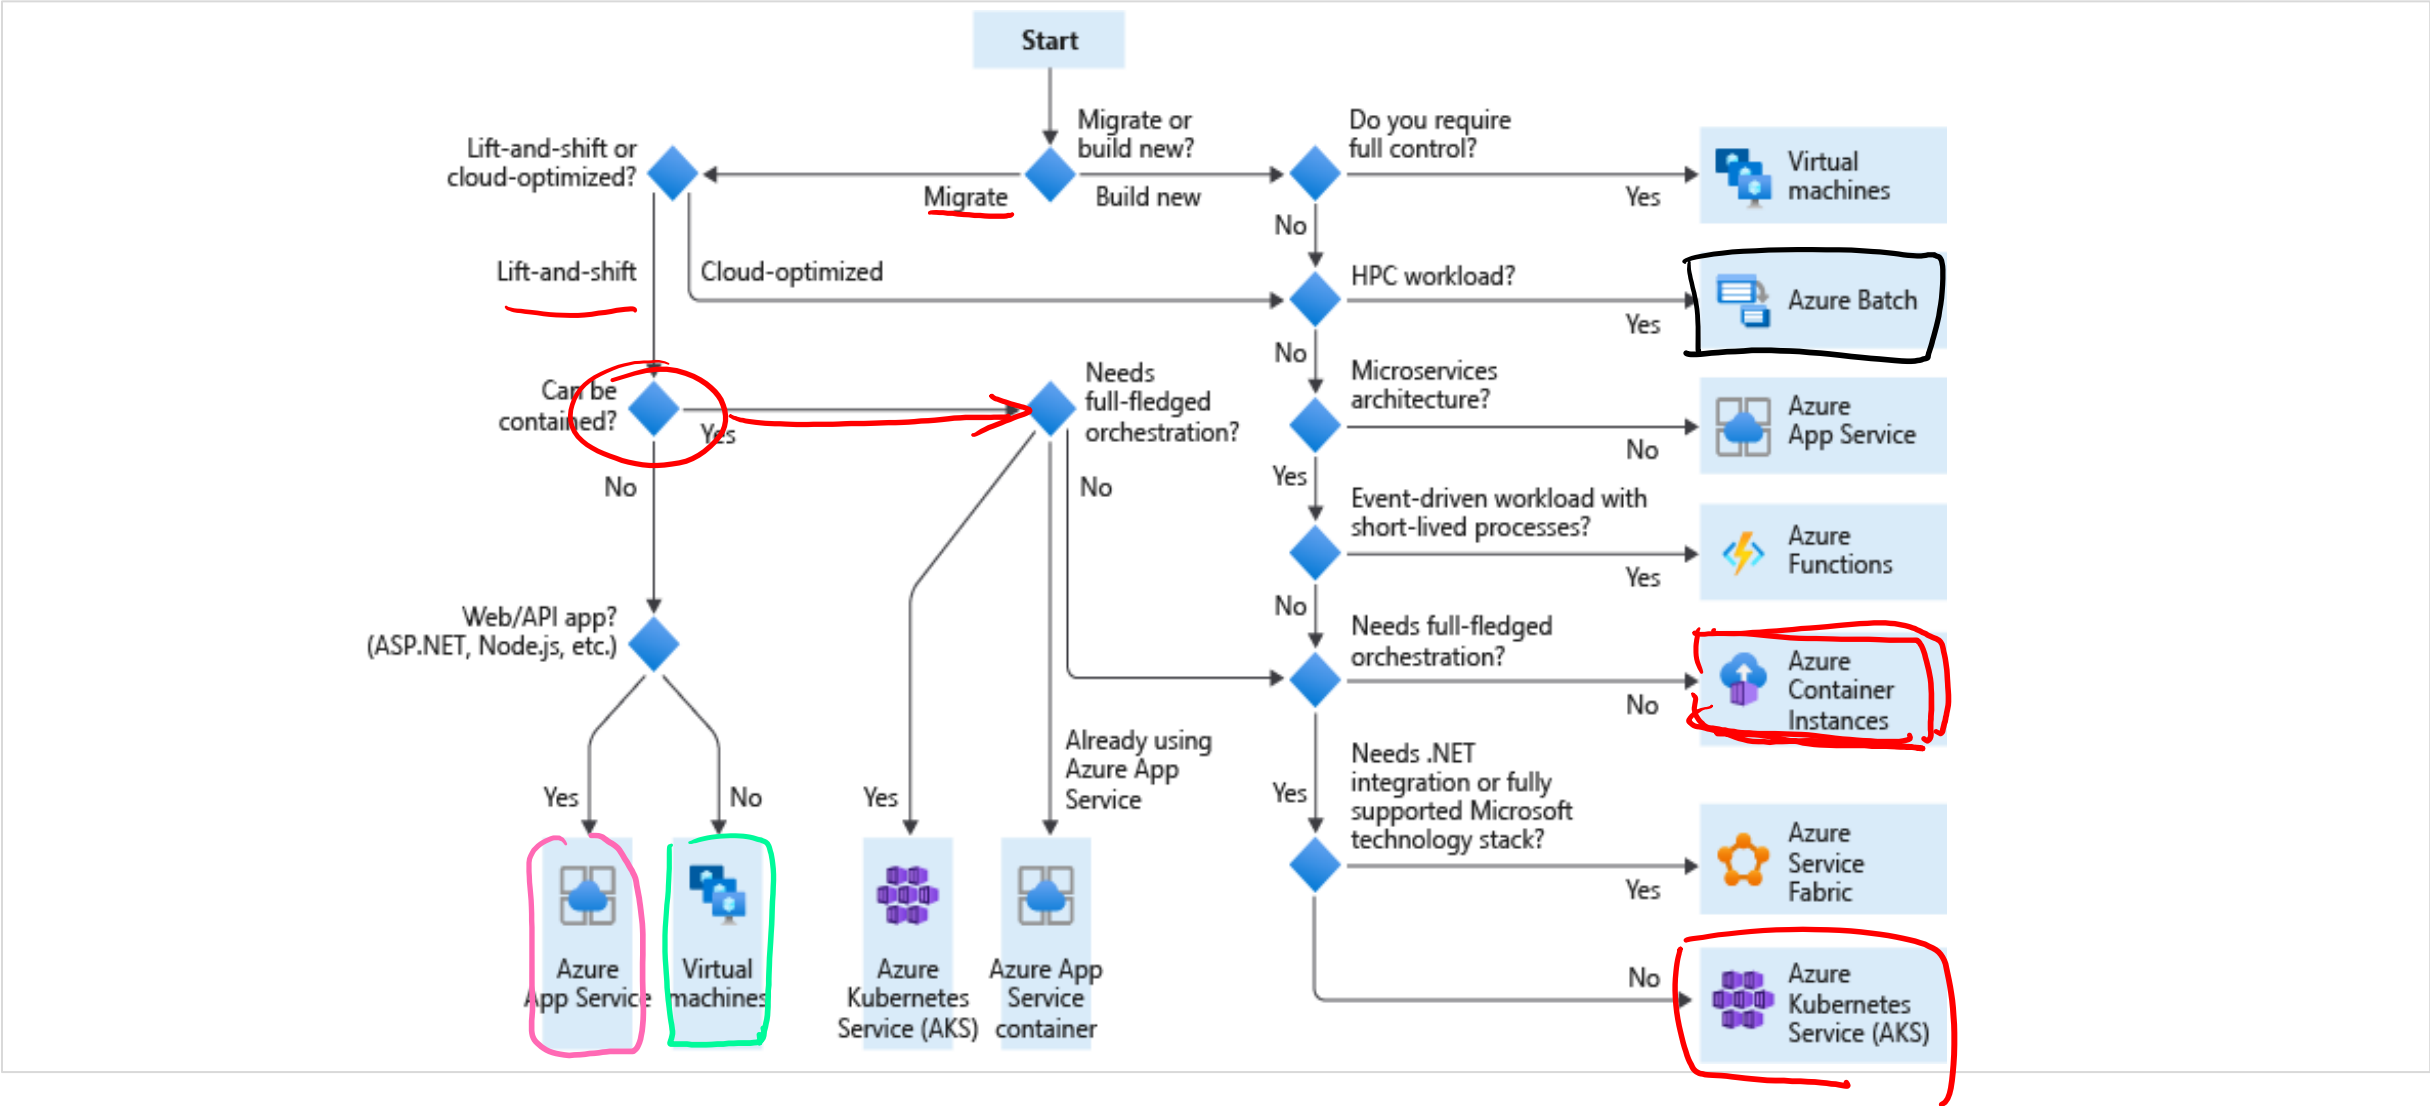 Start
Migrate or
build new?
Migrate
Build new
Lift-and-shift or
cloud-optimized?
Lift-and-shift
Cloud-optimized
Can be
contained?
Yes
No
Needs
full-fledged
orchestration?
No
Web/API app?
(ASP.NET, Node.js, etc.)
Yes
No
Yes
Already using
Azure App
Service
Azure
App Service
Virtual
machines
Azure
Kubernetes
Service (AKS)
Azure App
Service
container
Do you require
full control?
Yes
No
Virtual
machines
HPC workload?
Yes
No
Azure Batch
Microservices
architecture?
No
Yes
Azure
App Service
Event-driven workload with
short-lived processes?
Yes
No
Azure
Functions
Needs full-fledged
orchestration?
No
Yes
Azure
Container
Instances
Needs .NET
integration or fully
supported Microsoft
technology stack?
Yes
No
Azure
Service
Fabric
Azure
Kubernetes
Service (AKS)